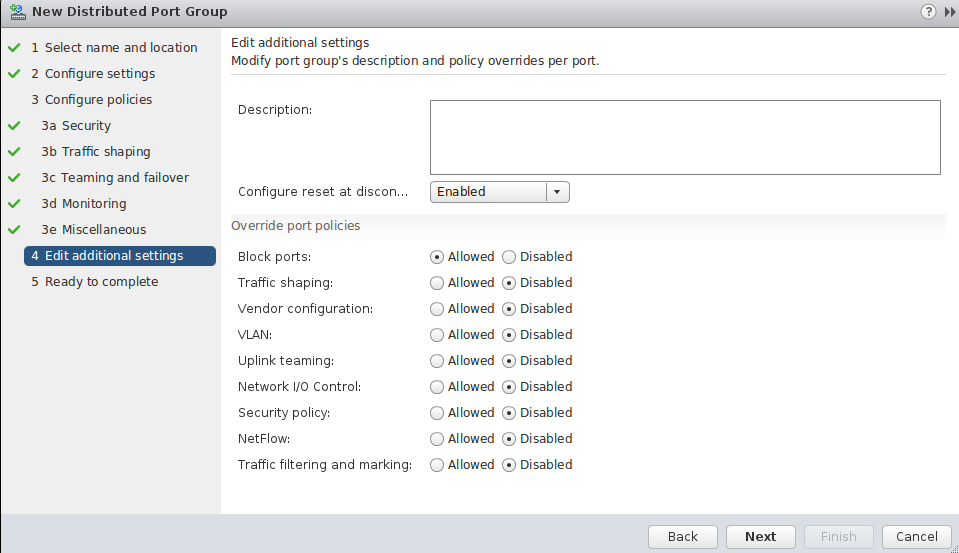 New Distributed Port Group
?
1 Select name and location
2 Configure settings
3 Configure policies
3a Security
3b Traffic shaping
3c Teaming and failover
3d Monitoring
3e Miscellaneous
4 Edit additional settings
5 Ready to complete
Edit additional settings
Modify port group's description and policy overrides per port.
Description:
Configure reset at discon... Enabled
Override port policies
Block ports: Allowed Disabled
Traffic shaping: Allowed Disabled
Vendor configuration: Allowed Disabled
VLAN: Allowed Disabled
Uplink teaming: Allowed Disabled
Network I/O Control: Allowed Disabled
Security policy: Allowed Disabled
NetFlow: Allowed Disabled
Traffic filtering and marking: Allowed Disabled
Back Next Finish Cancel